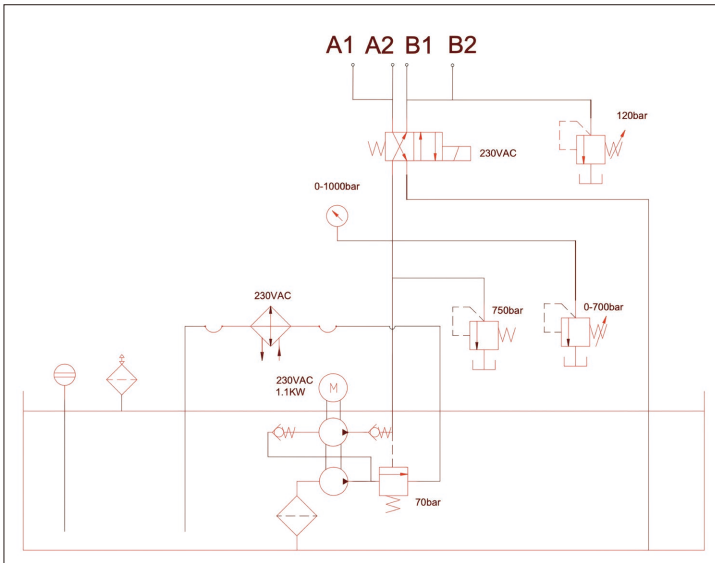 A1 A2 B1 B2
120bar
230VAC
0-1000bar
230VAC
750bar
0-700bar
230VAC
1.1KW
M
70bar